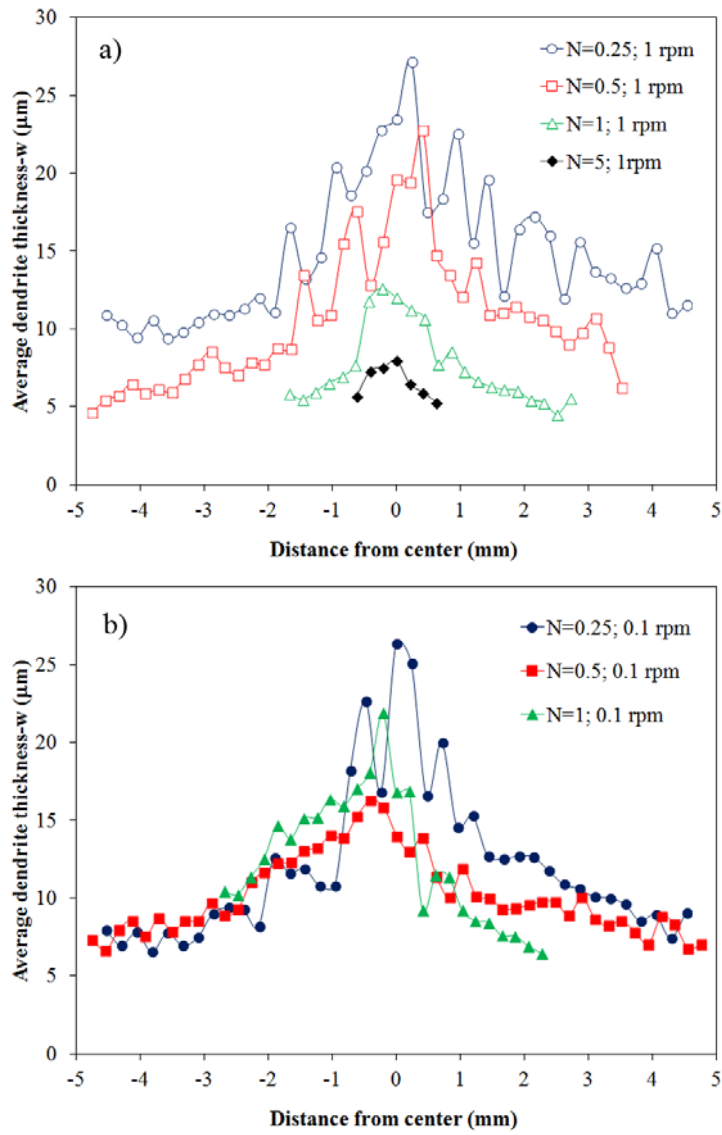 a)
N=0.25; 1 rpm
N=0.5; 1 rpm
N=1; 1 rpm
N=5; 1rpm
Average dendrite thickness-w (μm)
30
25
20
15
10
5
0
-5 -4 -3 -2 -1 0 1 2 3 4 5
Distance from center (mm)
b)
N=0.25; 0.1 rpm
N=0.5; 0.1 rpm
N=1; 0.1 rpm
Average dendrite thickness-w (μm)
30
25
20
15
10
5
0
-5 -4 -3 -2 -1 0 1 2 3 4 5
Distance from center (mm)